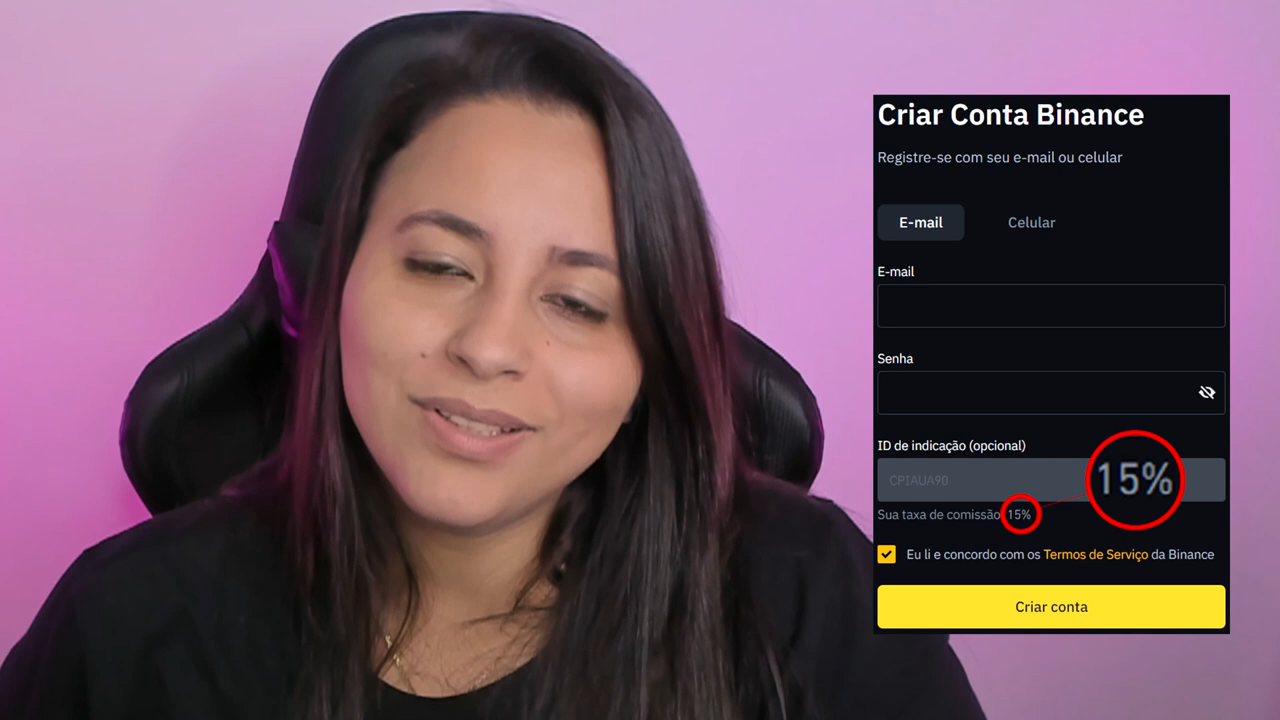 Criar Conta Binance
Registre-se com seu e-mail ou celular
E-mail Celular
E-mail
Senha
ID de indicação (opcional)
CPIAUA90
15%
Sua taxa de comissão 15%
Eu li e concordo com os Termos de Serviço da Binance
Criar conta